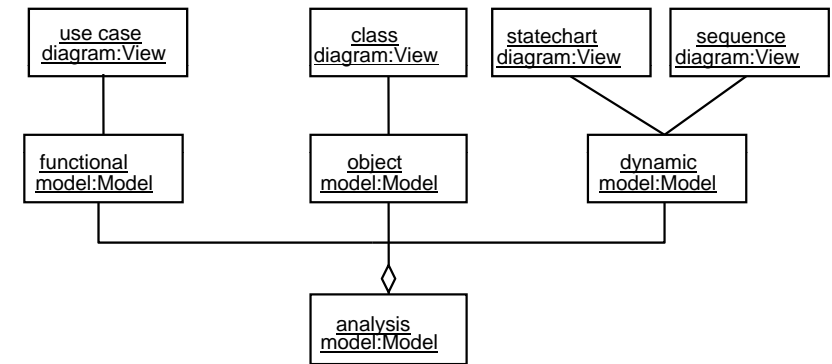 use case
diagram:View
class
diagram:View
statechart
diagram:View
sequence
diagram:View
functional
model:Model
object
model:Model
dynamic
model:Model
analysis
model:Model